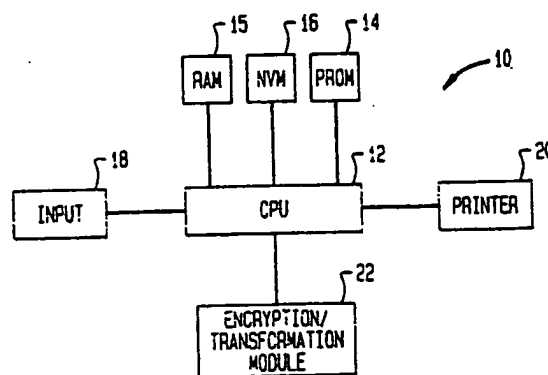 15 16 14
RAM NVM PROM
10
18 12 20
INPUT CPU PRINTER
22
ENCRYPTION/
TRANSFORMATION
MODULE